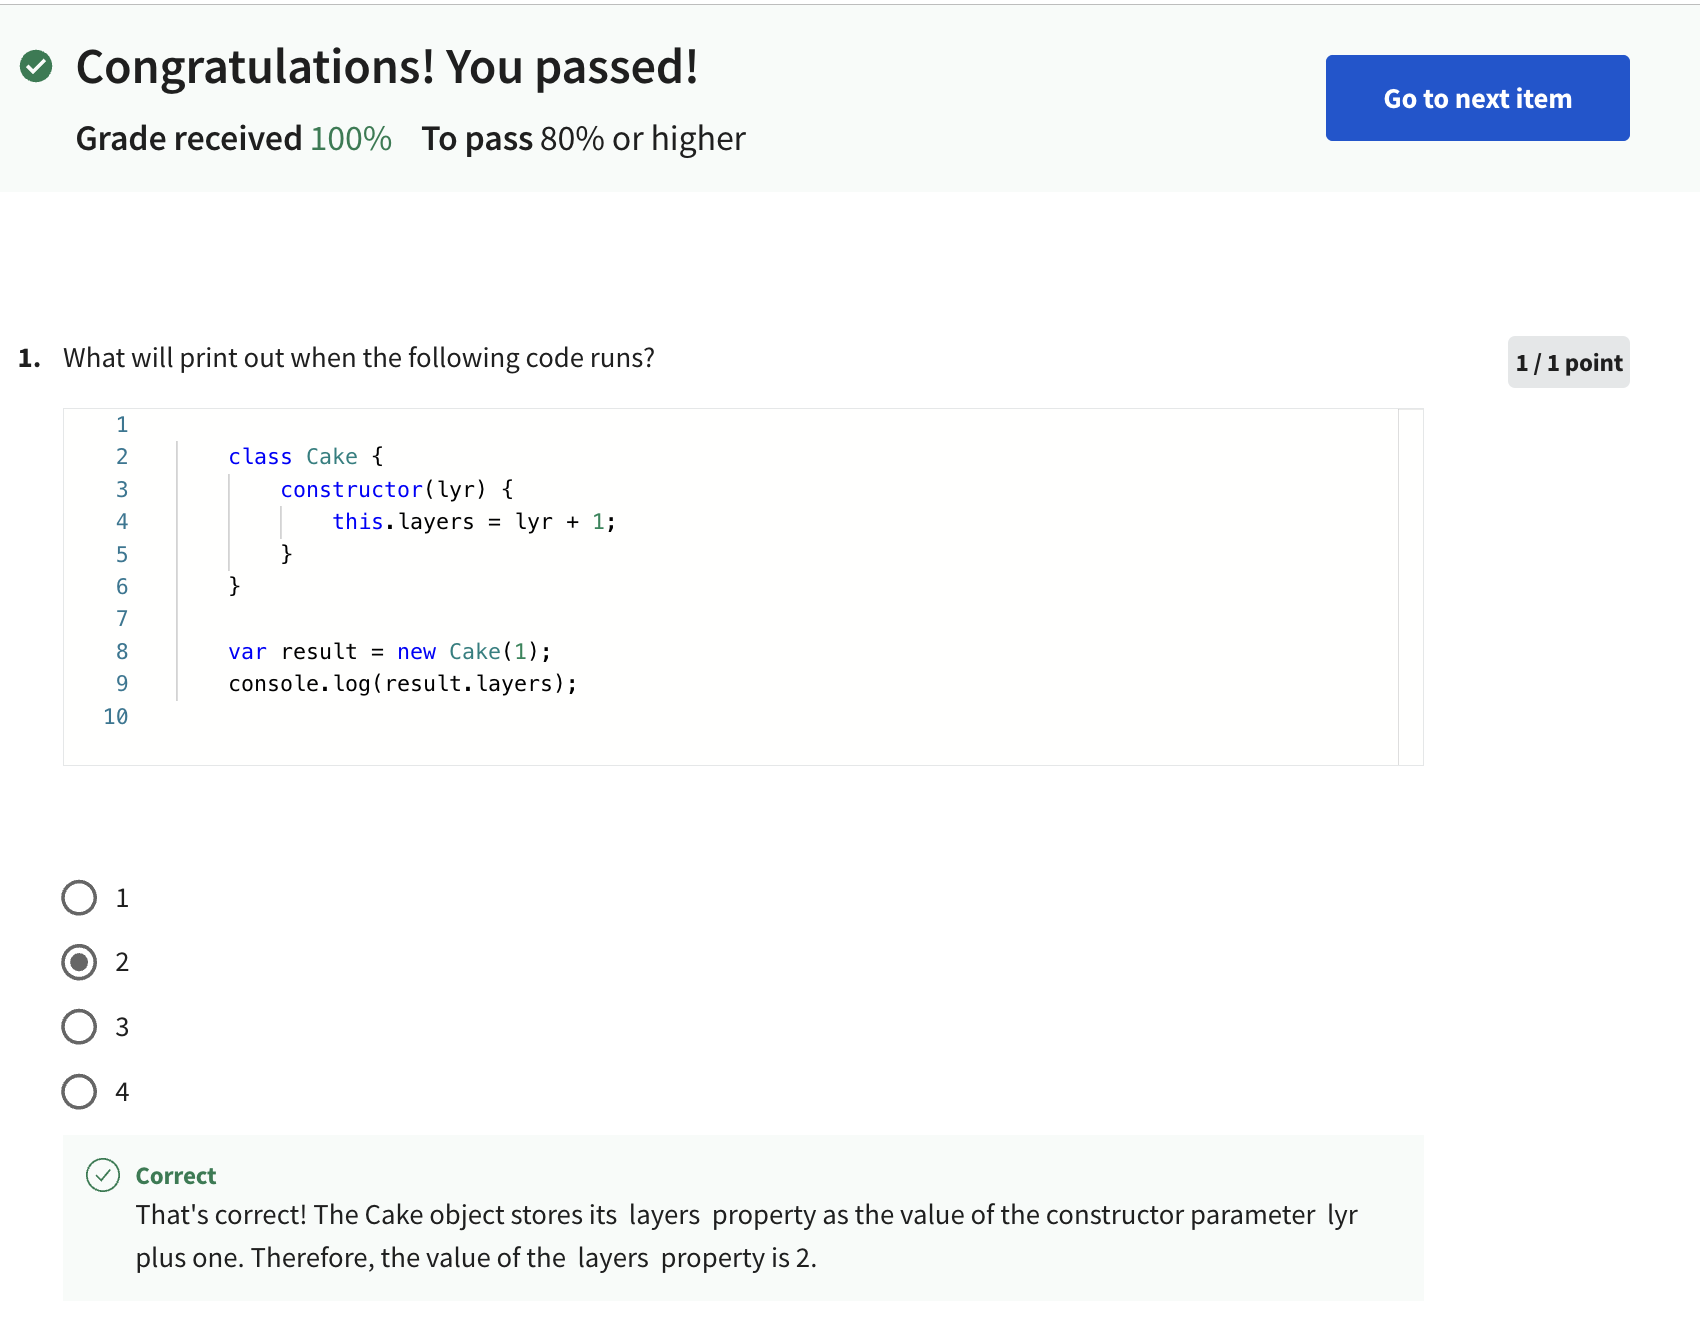 Congratulations! You passed!
Go to next item
Grade received 100% To pass 80% or higher
1. What will print out when the following code runs?
1 / 1 point
1
2 class Cake {
3 constructor(lyr) {
4 this.layers = lyr + 1;
5 }
6 }
7
8 var result = new Cake(1);
9 console.log(result.layers);
10
1
2
3
4
Correct
That's correct! The Cake object stores its layers property as the value of the constructor parameter lyr
plus one. Therefore, the value of the layers property is 2.